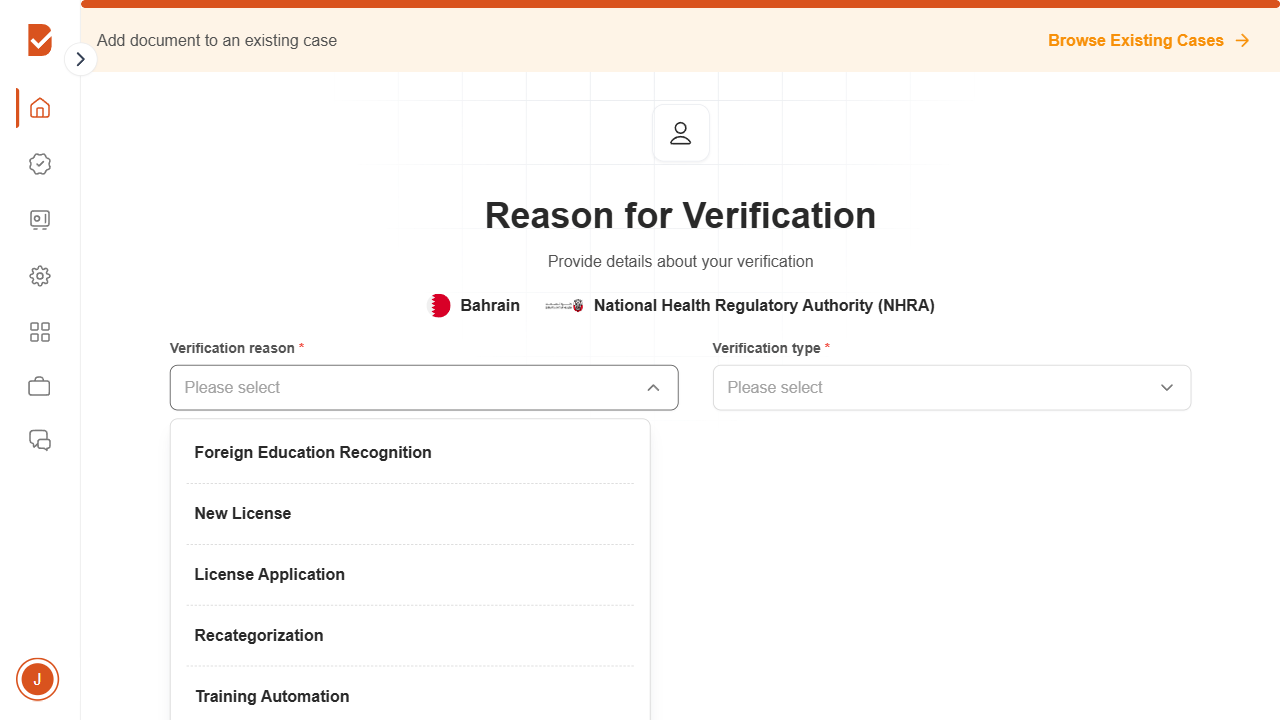 Add document to an existing case
Browse Existing Cases
Reason for Verification
Provide details about your verification
Bahrain
National Health Regulatory Authority (NHRA)
Verification reason *
Verification type *
Please select
Please select
Foreign Education Recognition
New License
License Application
Recategorization
Training Automation
J